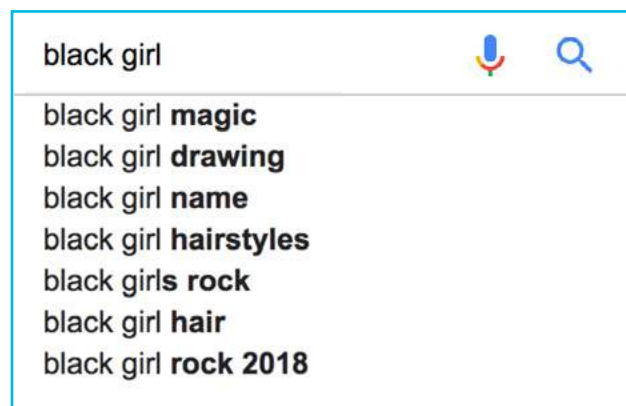 black girl
black girl magic
black girl drawing
black girl name
black girl hairstyles
black girls rock
black girl hair
black girl rock 2018